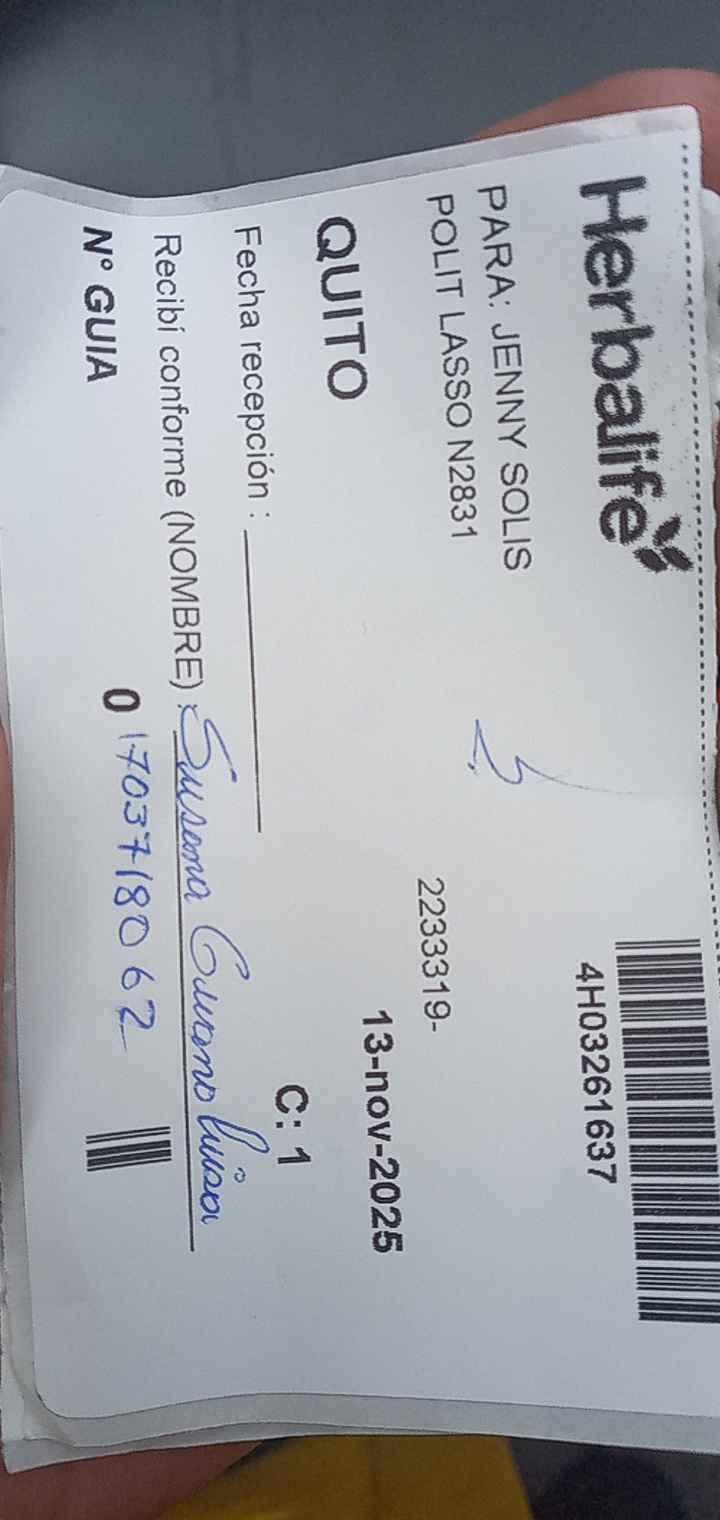 Herbalife
4H03261637
PARA: JENNY SOLIS
POLIT LASSO N2831
2233319-
QUITO
13-nov-2025
Fecha recepción :
C: 1
Recibí conforme (NOMBRE) : Susana
N° GUIA
0 1703718062